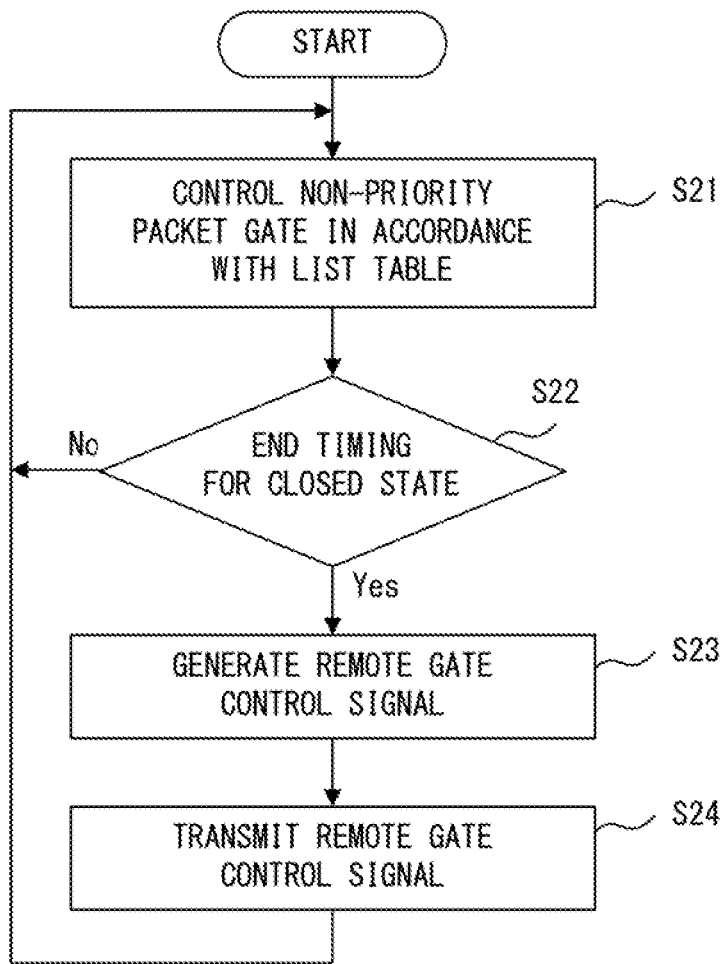 START
CONTROL NON-PRIORITY
PACKET GATE IN ACCORDANCE
WITH LIST TABLE
S21
S22
No
END TIMING
FOR CLOSED STATE
Yes
GENERATE REMOTE GATE
CONTROL SIGNAL
S23
TRANSMIT REMOTE GATE
CONTROL SIGNAL
S24